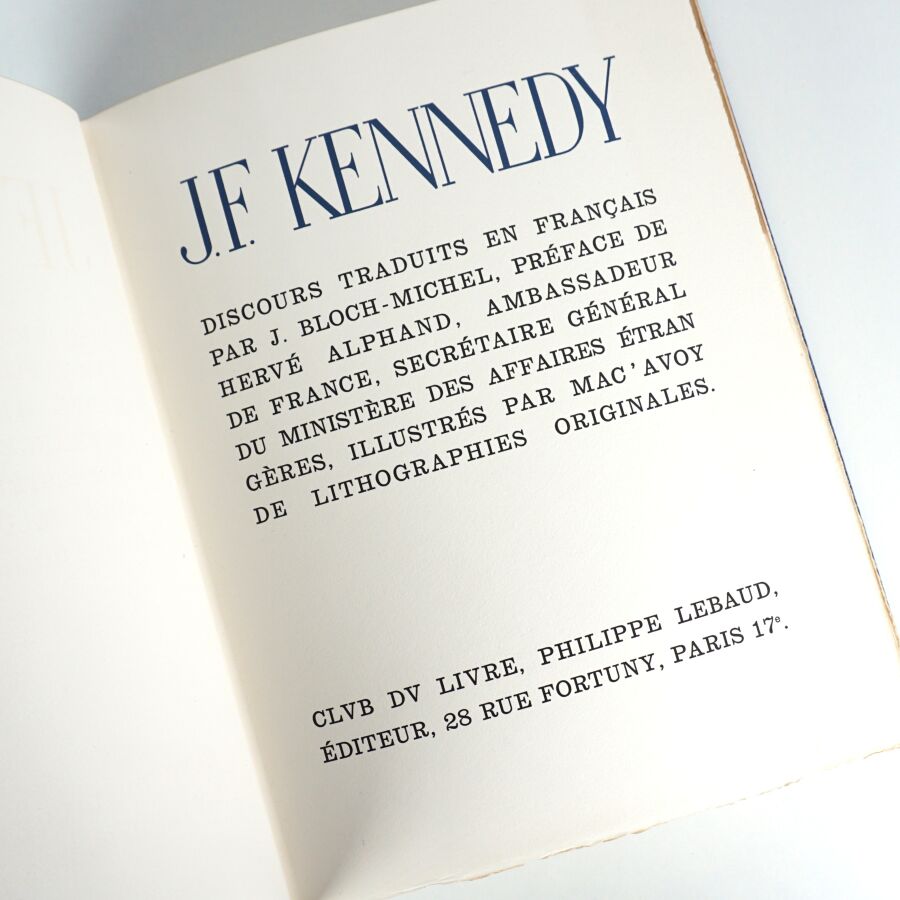 J.F. KENNEDY
DISCOURS TRADUITS EN FRANÇAIS
PAR J. BLOCH-MICHEL, PRÉFACE DE
HERVÉ ALPHAND, AMBASSADEUR
DE FRANCE, SECRÉTAIRE GÉNÉRAL
DU MINISTÈRE DES AFFAIRES ÉTRAN
GÈRES, ILLUSTRÉS PAR MAC'AVOY
DE LITHOGRAPHIES ORIGINALES.
CLVB DV LIVRE, PHILIPPE LEBAUD,
ÉDITEUR, 28 RUE FORTUNY, PARIS 17e.